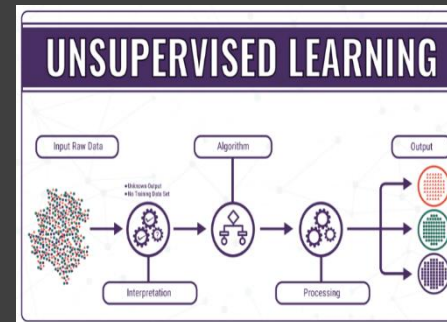 UNSUPERVISED LEARNING
Input Raw Data
Algorithm
Output
• Unknown Output
• No Training Data Set
Interpretation
Processing